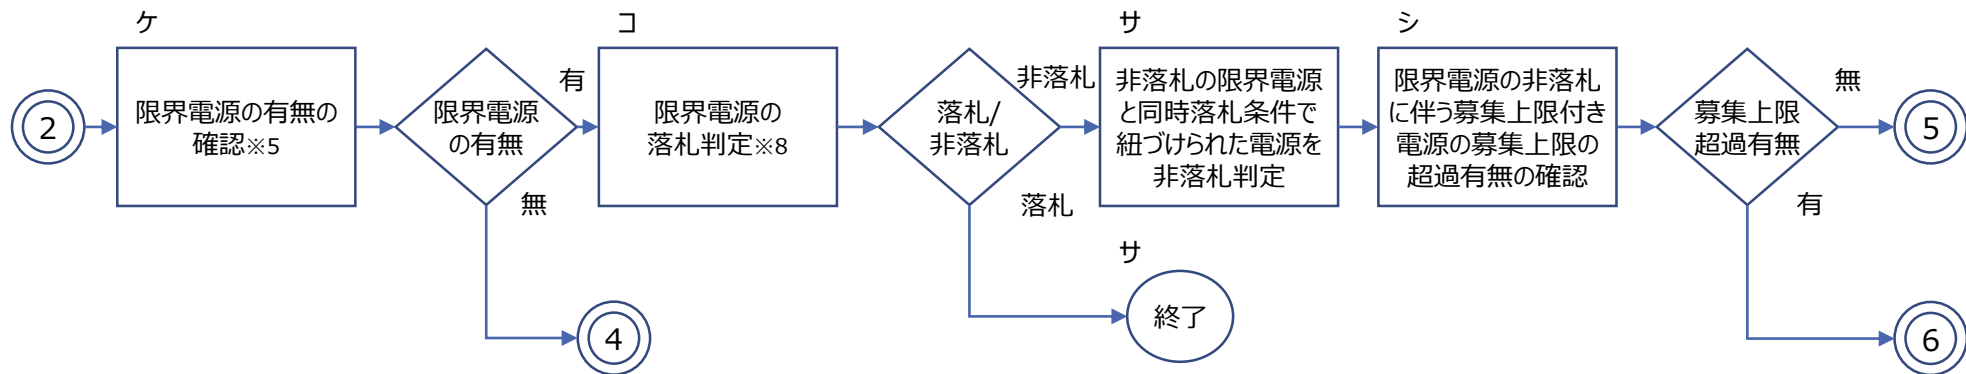 ケ
コ
サ
シ
2
限界電源の有無の
確認※5
限界電源
の有無
有
無
限界電源の
落札判定※8
落札/
非落札
非落札
落札
非落札の限界電源
と同時落札条件で
紐づけられた電源を
非落札判定
限界電源の非落札
に伴う募集上限付き
電源の募集上限の
超過有無の確認
募集上限
超過有無
無
有
5
サ
終了
4
6